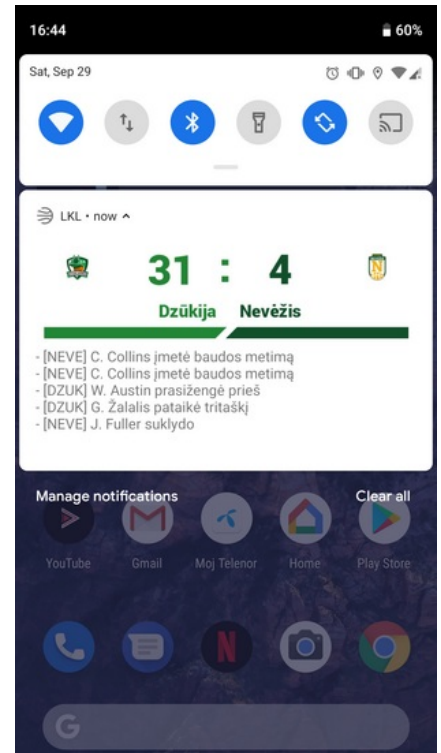 16:44 60%
Sat, Sep 29
LKL • now
31 : 4
Dzūkija Nevėžis
- [NEVE] C. Collins įmetė baudos metimą
- [NEVE] C. Collins įmetė baudos metimą
- [DZUK] W. Austin prasižengė prieš
- [DZUK] G. Žalalis pataikė tritaškį
- [NEVE] J. Fuller suklydo
Manage notifications Clear all
YouTube Gmail Moj Telenor Home Play Store